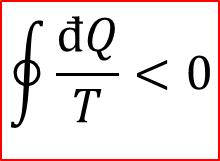 ∮ đQ/T < 0